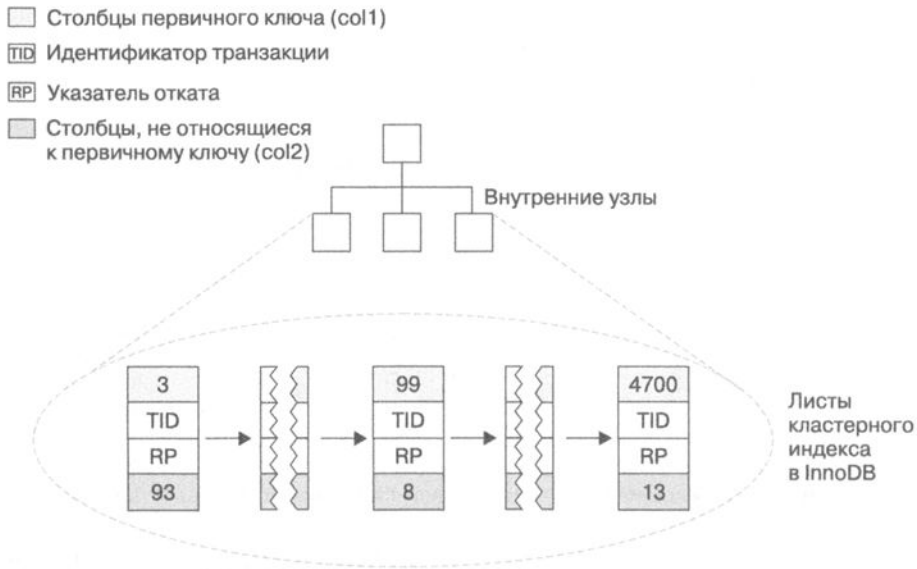 Столбцы первичного ключа (col1)
TID Идентификатор транзакции
RP Указатель отката
Столбцы, не относящиеся
к первичному ключу (col2)
Внутренние узлы
3 99 4700
TID TID TID
RP RP RP
93 8 13
Листы
кластерного
индекса
в InnoDB